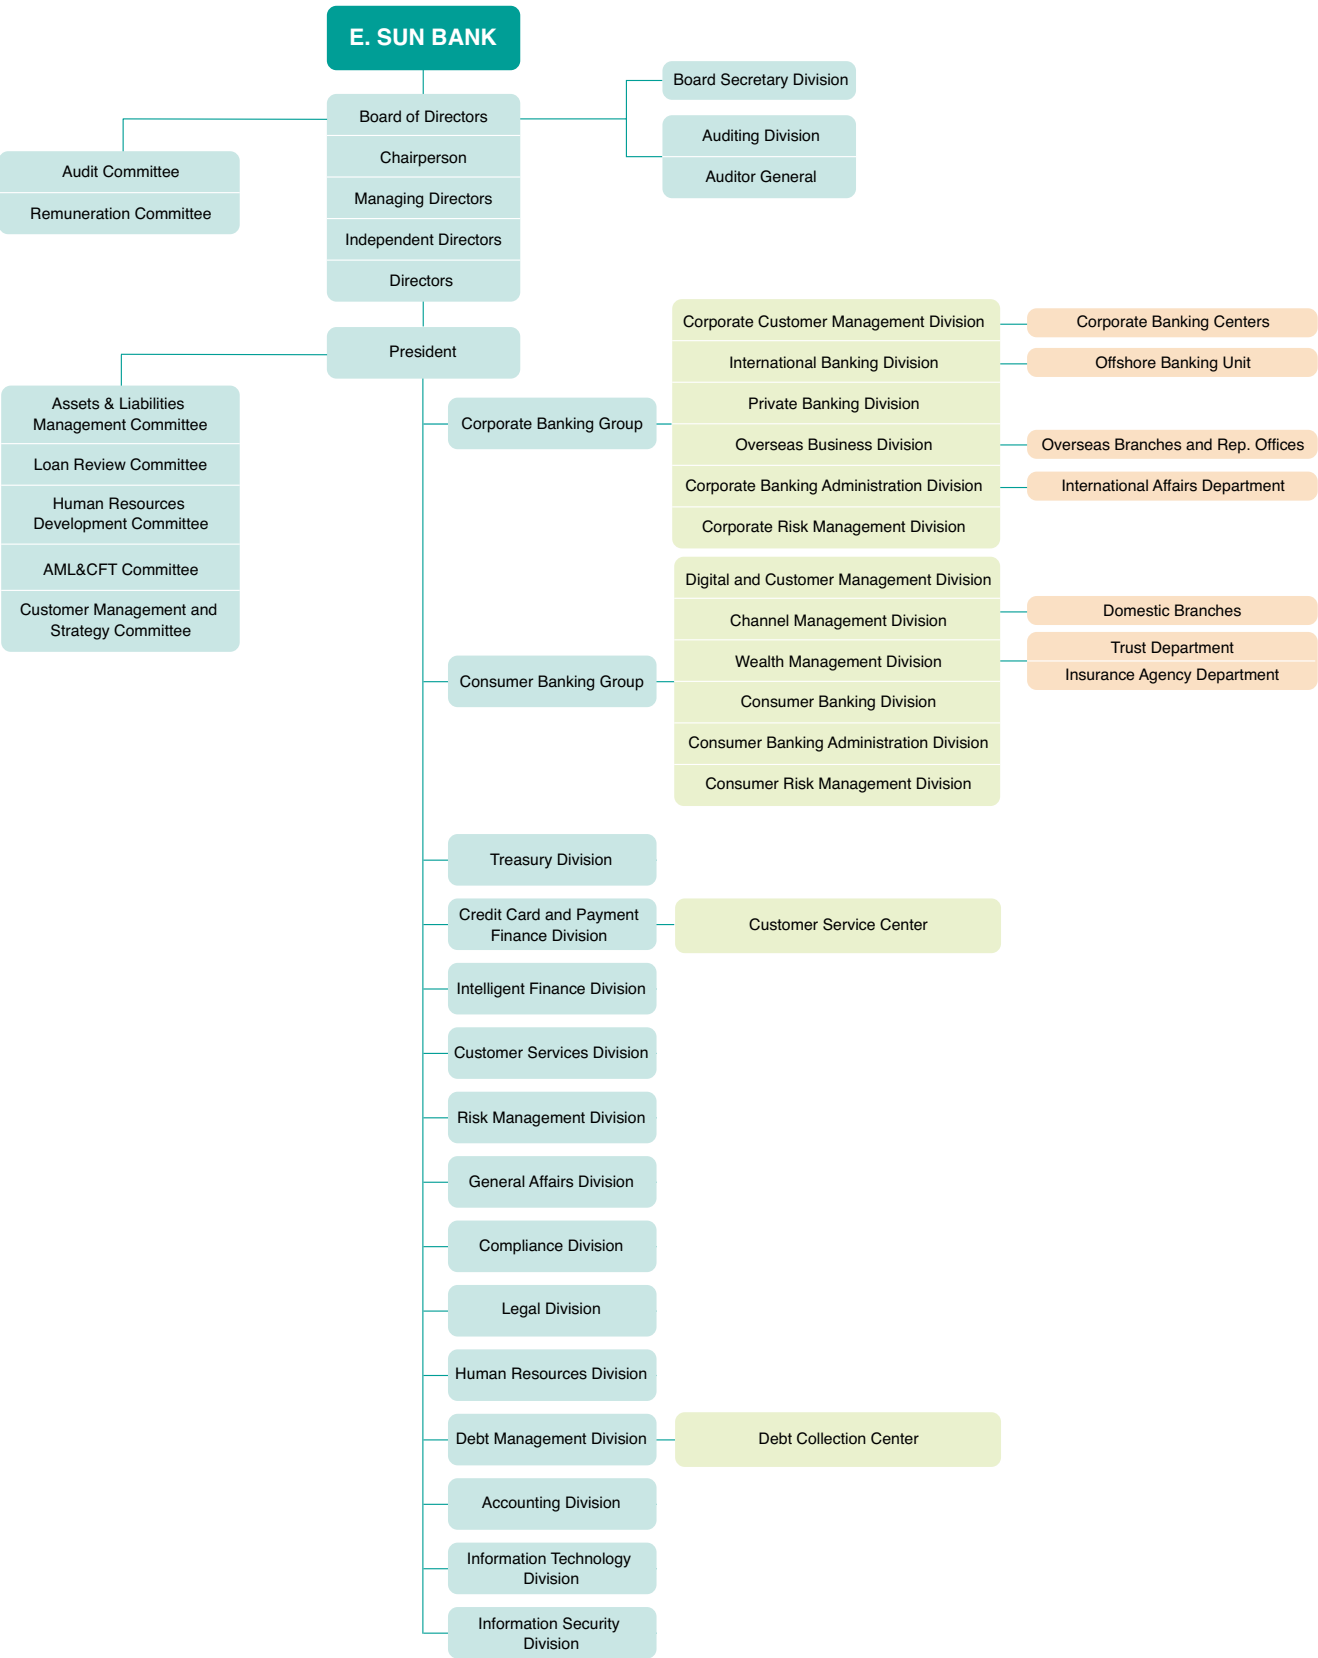 E. SUN BANK
Board of Directors
Chairperson
Managing Directors
Independent Directors
Directors
Board Secretary Division
Auditing Division
Auditor General
Audit Committee
Remuneration Committee
President
Assets & Liabilities
Management Committee
Loan Review Committee
Human Resources
Development Committee
AML&CFT Committee
Customer Management and
Strategy Committee
Corporate Banking Group
Corporate Customer Management Division
International Banking Division
Private Banking Division
Overseas Business Division
Corporate Banking Administration Division
Corporate Risk Management Division
Corporate Banking Centers
Offshore Banking Unit
Overseas Branches and Rep. Offices
International Affairs Department
Consumer Banking Group
Digital and Customer Management Division
Channel Management Division
Wealth Management Division
Consumer Banking Division
Consumer Banking Administration Division
Consumer Risk Management Division
Domestic Branches
Trust Department
Insurance Agency Department
Treasury Division
Credit Card and Payment
Finance Division
Customer Service Center
Intelligent Finance Division
Customer Services Division
Risk Management Division
General Affairs Division
Compliance Division
Legal Division
Human Resources Division
Debt Management Division
Debt Collection Center
Accounting Division
Information Technology
Division
Information Security
Division